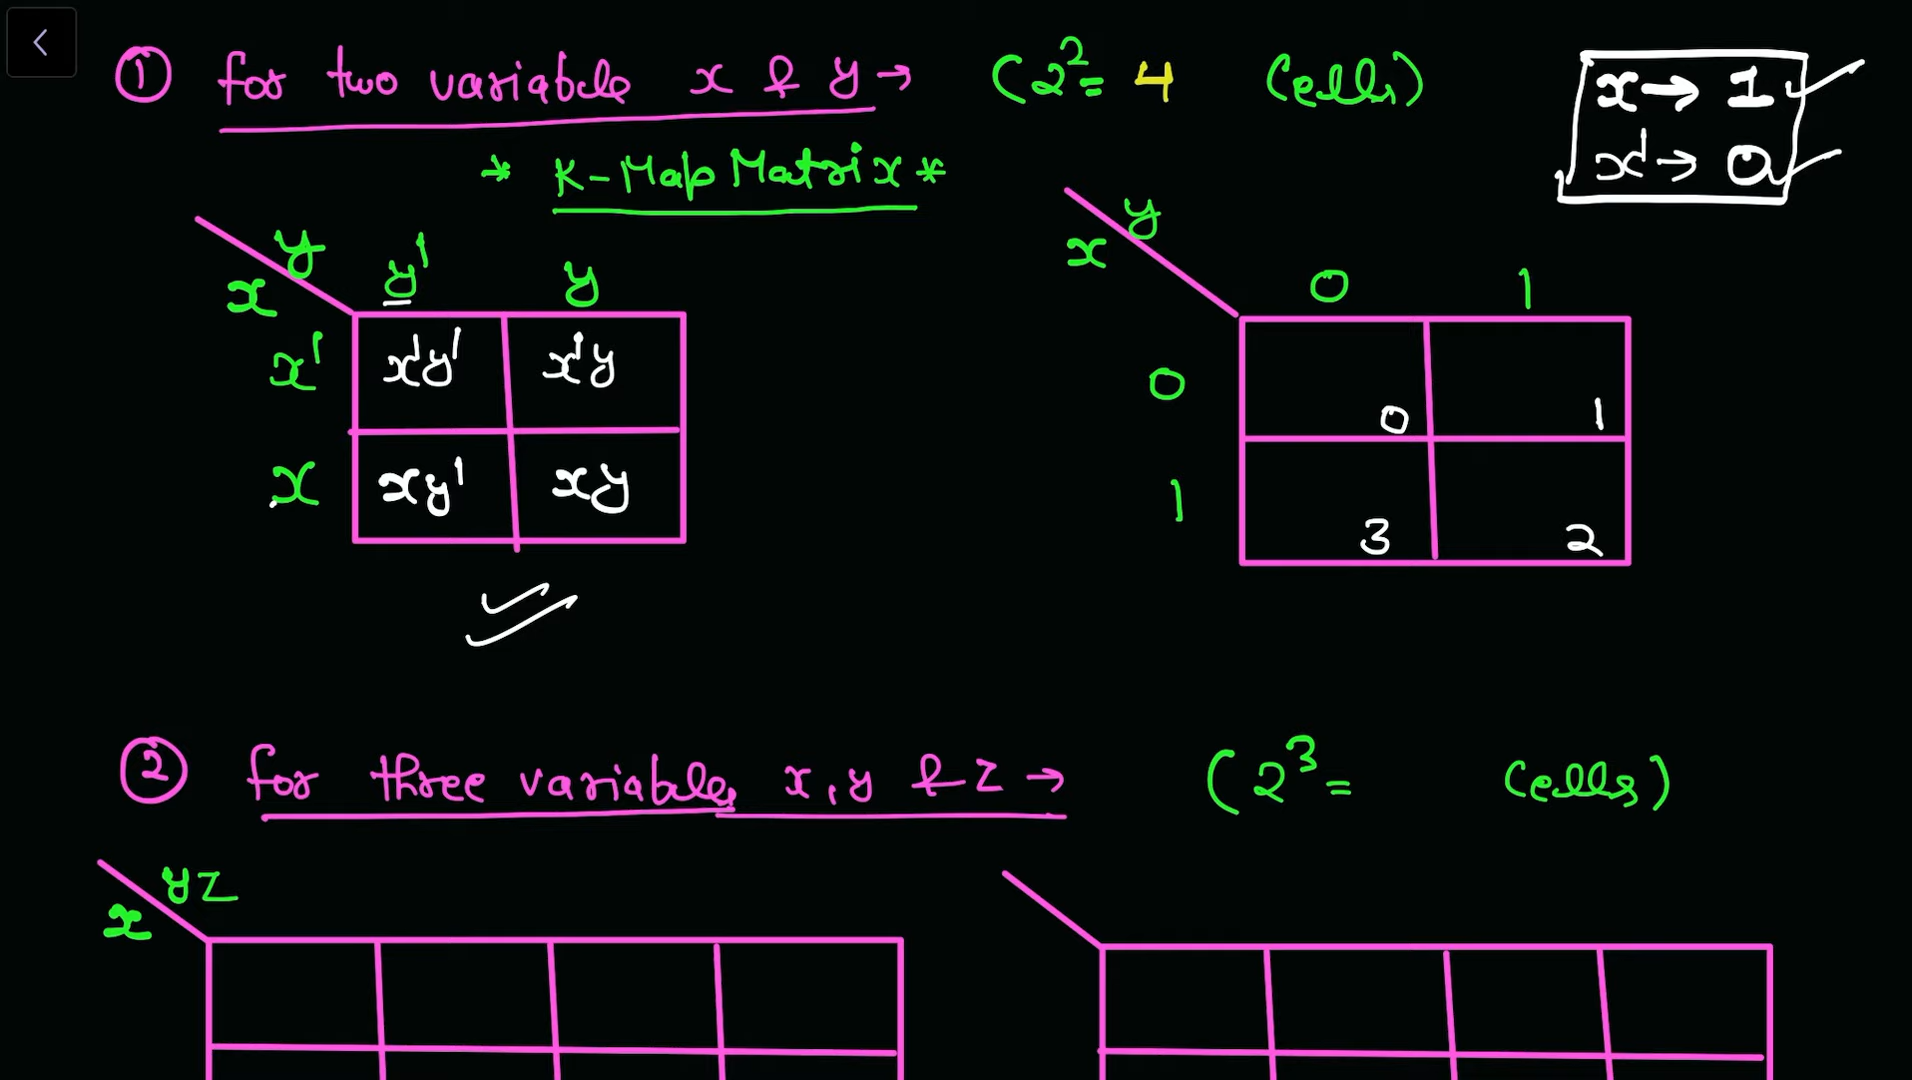 ① for two variable x & y → (2²= 4 Cells)
x → 1
x' → 0
* K-Map Matrix *
y
x
y' y
x' x'y' x'y
x xy' xy
y
x
0 1
0 0 1
1 3 2
② for three variables x, y & z → (2³= Cells)
yz
x